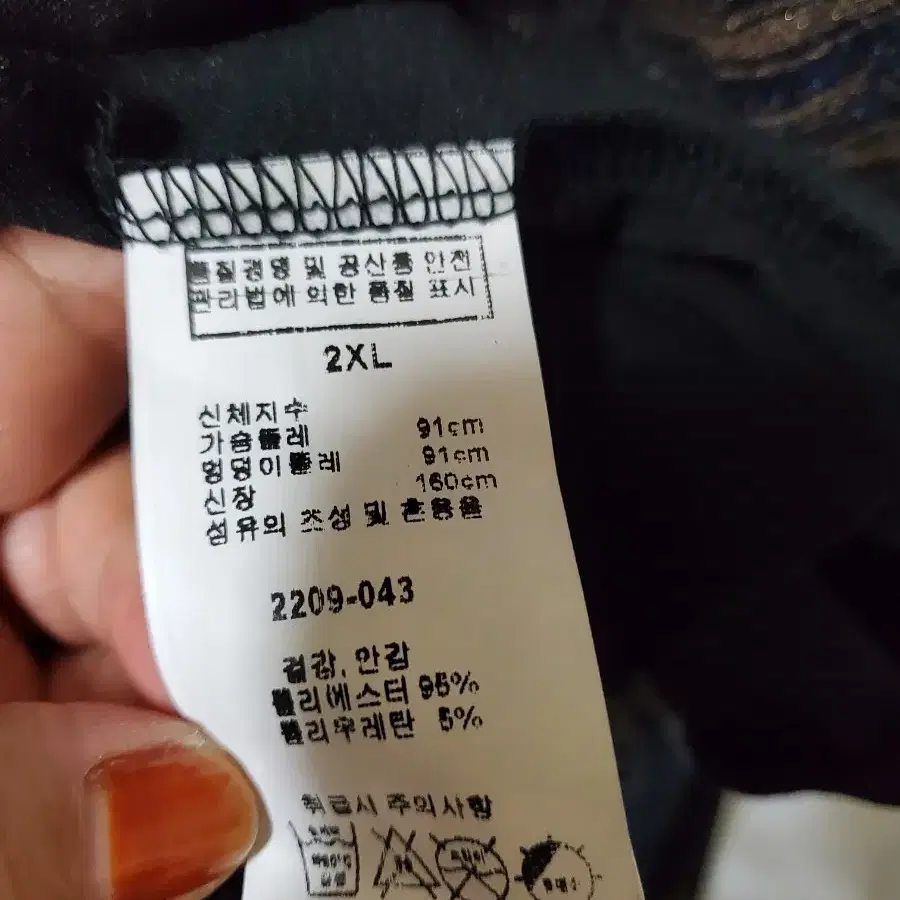 품질경영 및 공산품 안전
관리법에 의한 품질 표시
2XL
신체지수
가슴둘레 91cm
엉덩이둘레 91cm
신장 160cm
섬유의 조성 및 혼용율
2209-043
겉감, 안감
폴리에스터 95%
폴리우레탄 5%
취급시 주의사항